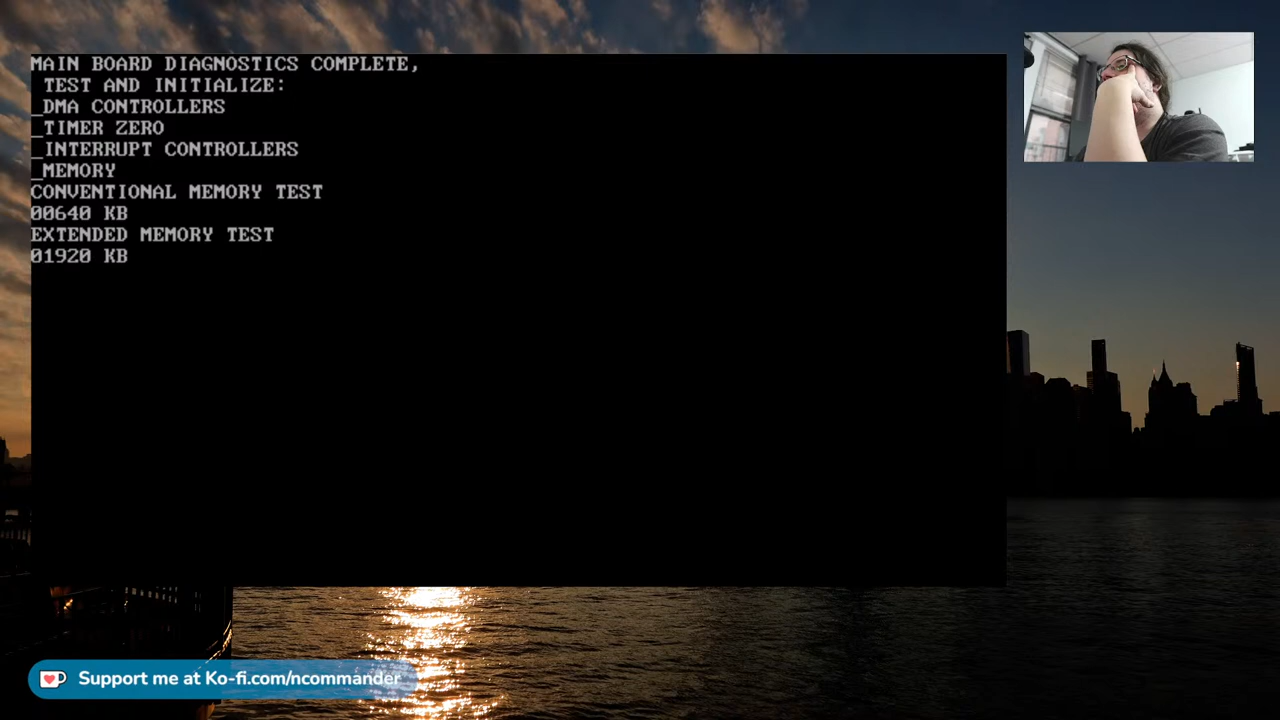 MAIN BOARD DIAGNOSTICS COMPLETE,
TEST AND INITIALIZE:
_DMA CONTROLLERS
_TIMER ZERO
_INTERRUPT CONTROLLERS
_MEMORY
CONVENTIONAL MEMORY TEST
00640 KB
EXTENDED MEMORY TEST
01920 KB
Support me at Ko-fi.com/ncommander